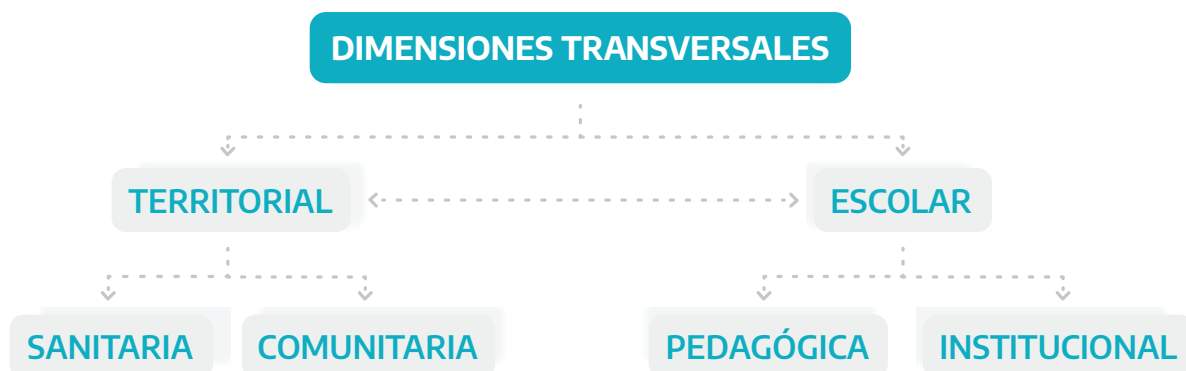 DIMENSIONES TRANSVERSALES
TERRITORIAL
ESCOLAR
SANITARIA
COMUNITARIA
PEDAGÓGICA
INSTITUCIONAL